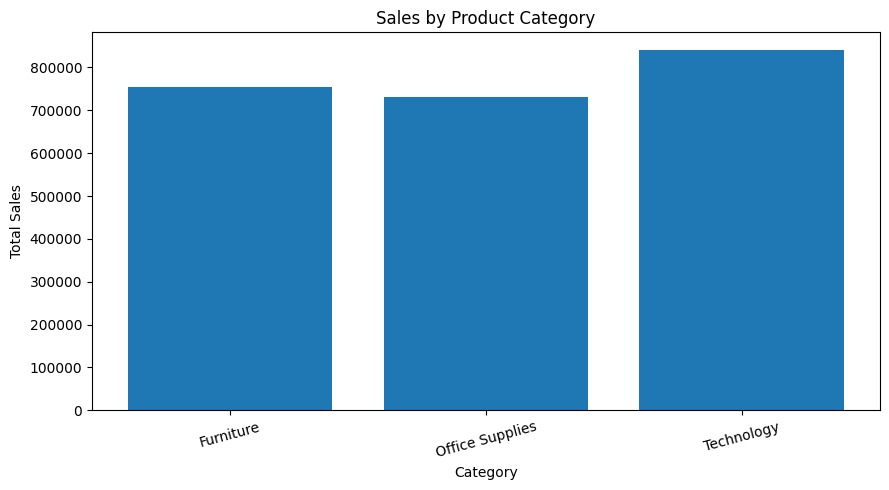 Sales by Product Category
Total Sales
800000
700000
600000
500000
400000
300000
200000
100000
0
Furniture
Office Supplies
Technology
Category